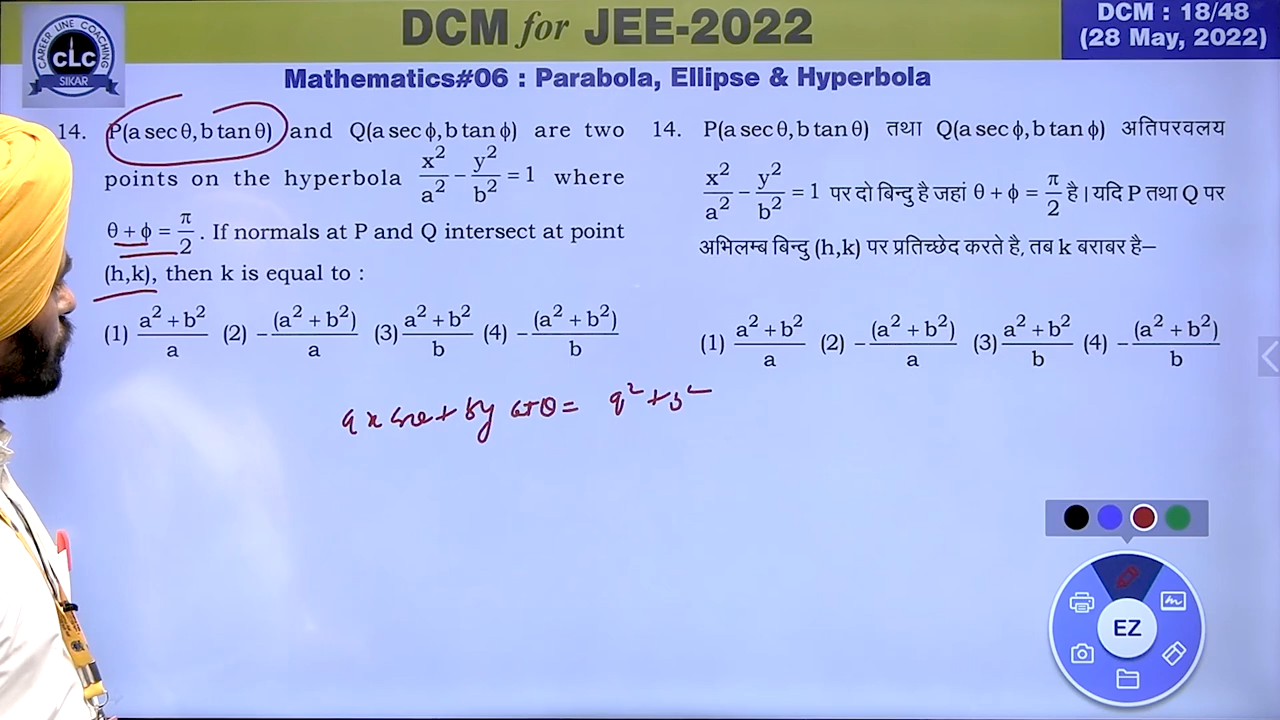 CAREER LINE COACHING
CLC
SIKAR
DCM for JEE-2022
DCM : 18/48
(28 May, 2022)
Mathematics#06 : Parabola, Ellipse & Hyperbola
14. P(a sec θ, b tan θ) and Q(a sec ϕ, b tan ϕ) are two
points on the hyperbola x²/a² − y²/b² = 1 where
θ + ϕ = π/2. If normals at P and Q intersect at point
(h,k), then k is equal to :
(1) (a² + b²)/a (2) −(a² + b²)/a (3) (a² + b²)/b (4) −(a² + b²)/b
14. P(a sec θ, b tan θ) तथा Q(a sec ϕ, b tan ϕ) अतिपरवलय
x²/a² − y²/b² = 1 पर दो बिन्दु है जहां θ + ϕ = π/2 है। यदि P तथा Q पर
अभिलम्ब बिन्दु (h,k) पर प्रतिच्छेद करते है, तब k बराबर है–
(1) (a² + b²)/a (2) −(a² + b²)/a (3) (a² + b²)/b (4) −(a² + b²)/b
by cot θ = a² + b²
EZ